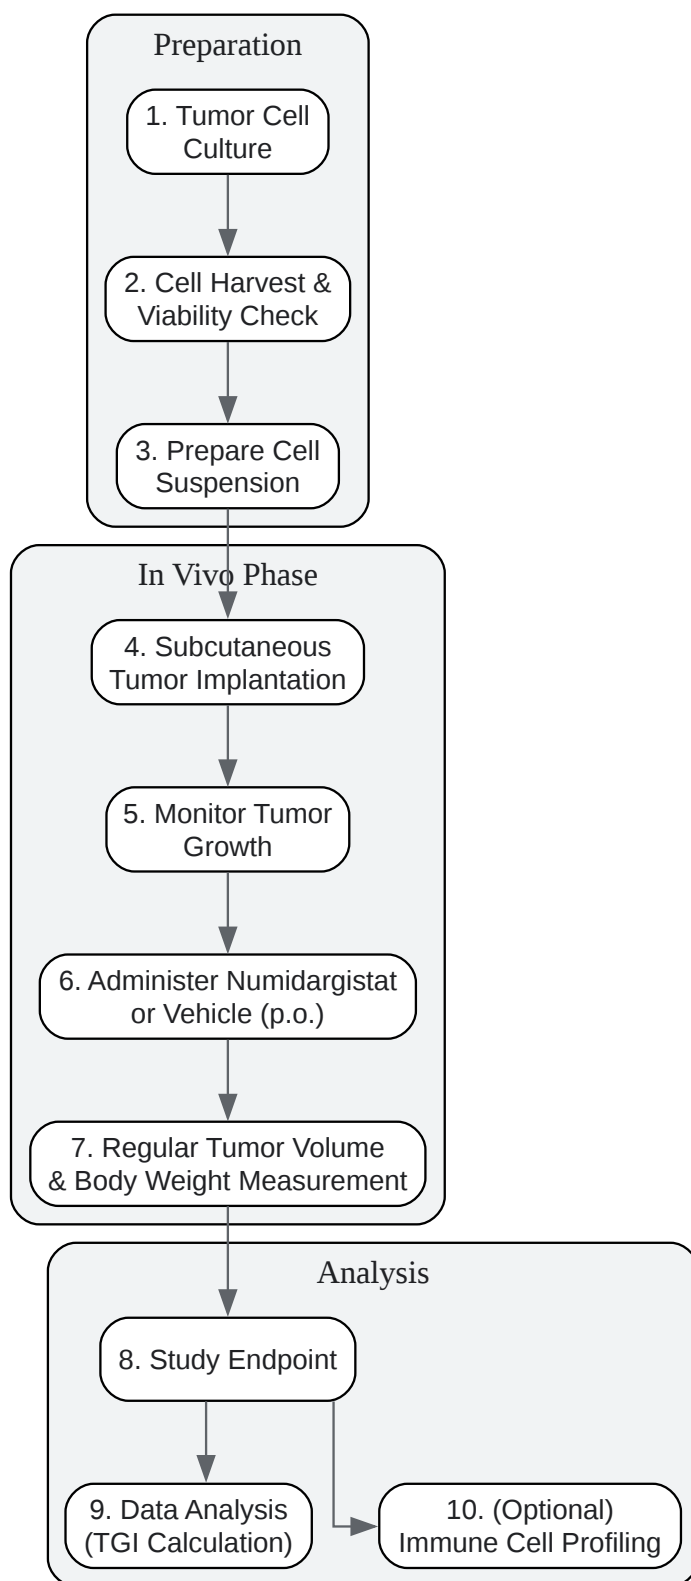 Preparation
1. Tumor Cell
Culture
2. Cell Harvest &
Viability Check
3. Prepare Cell
Suspension
In Vivo Phase
4. Subcutaneous
Tumor Implantation
5. Monitor Tumor
Growth
6. Administer Numidargistat
or Vehicle (p.o.)
7. Regular Tumor Volume
& Body Weight Measurement
Analysis
8. Study Endpoint
9. Data Analysis
(TGI Calculation)
10. (Optional)
Immune Cell Profiling